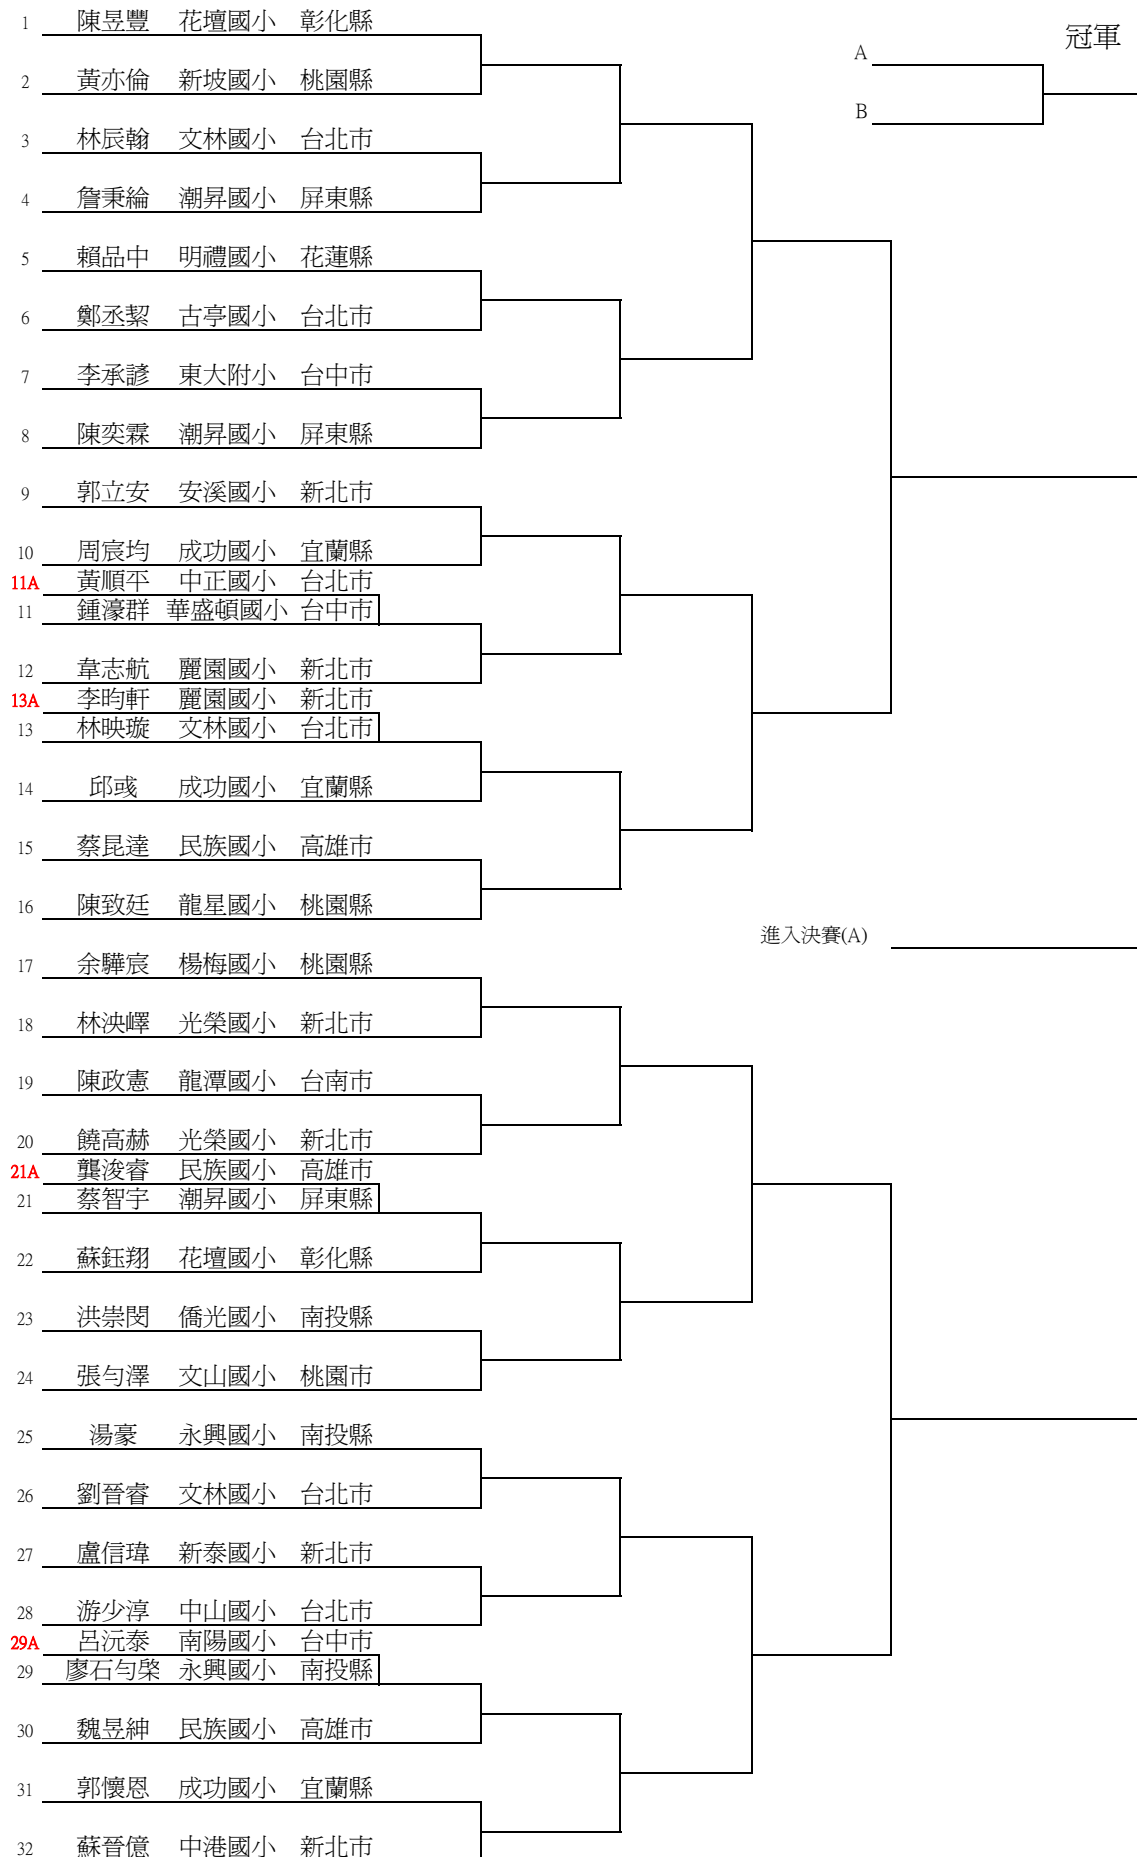 1 陳昱豐 花壇國小 彰化縣
冠軍
A
2 黃亦倫 新坡國小 桃園縣
B
3 林辰翰 文林國小 台北市
4 詹秉綸 潮昇國小 屏東縣
5 賴品中 明禮國小 花蓮縣
6 鄭丞絜 古亭國小 台北市
7 李承諺 東大附小 台中市
8 陳奕霖 潮昇國小 屏東縣
9 郭立安 安溪國小 新北市
10 周宸均 成功國小 宜蘭縣
11A 黃順平 中正國小 台北市
11 鍾濠群 華盛頓國小 台中市
12 韋志航 麗園國小 新北市
13A 李昀軒 麗園國小 新北市
13 林映璇 文林國小 台北市
14 邱彧 成功國小 宜蘭縣
15 蔡昆達 民族國小 高雄市
16 陳致廷 龍星國小 桃園縣
進入決賽(A)
17 余驊宸 楊梅國小 桃園縣
18 林泱嶧 光榮國小 新北市
19 陳政憲 龍潭國小 台南市
20 饒高赫 光榮國小 新北市
21A 龔浚睿 民族國小 高雄市
21 蔡智宇 潮昇國小 屏東縣
22 蘇鈺翔 花壇國小 彰化縣
23 洪崇閔 僑光國小 南投縣
24 張勻澤 文山國小 桃園市
25 湯豪 永興國小 南投縣
26 劉晉睿 文林國小 台北市
27 盧信瑋 新泰國小 新北市
28 游少淳 中山國小 台北市
29A 呂沅泰 南陽國小 台中市
29 廖石勻棨 永興國小 南投縣
30 魏昱紳 民族國小 高雄市
31 郭懷恩 成功國小 宜蘭縣
32 蘇晉億 中港國小 新北市